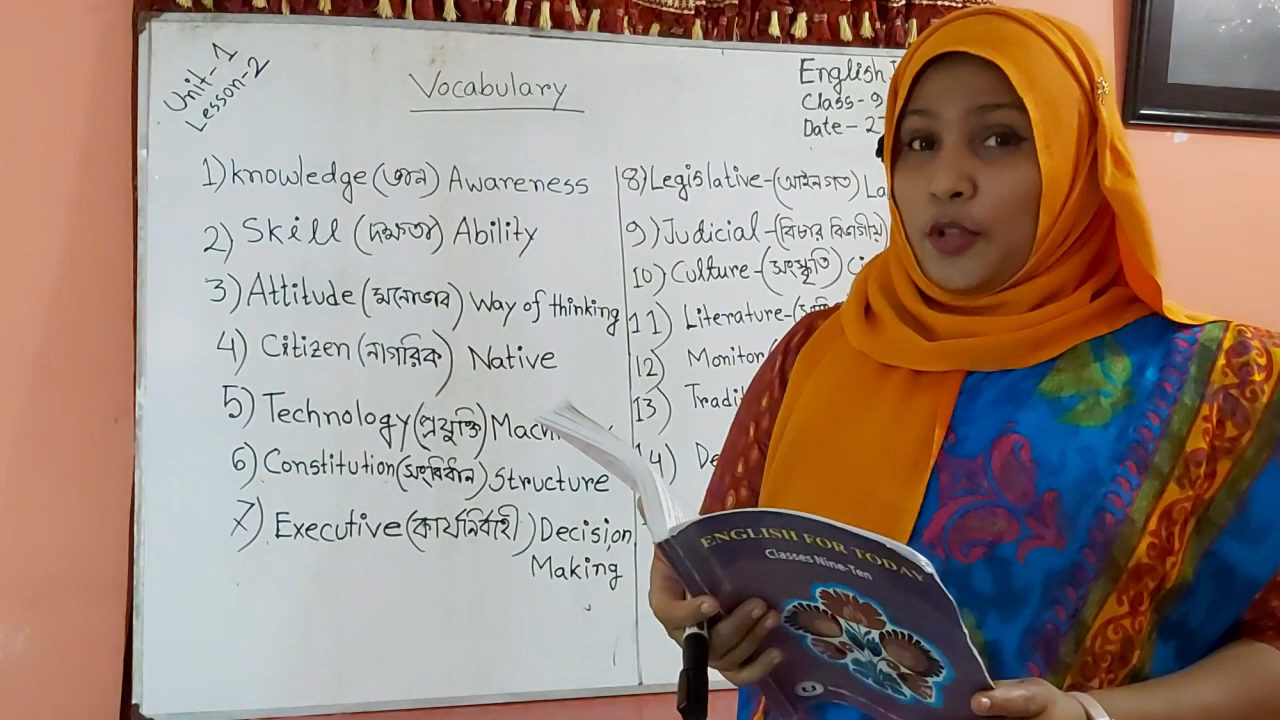 Unit-1
Lesson-2
Vocabulary
English
Class-9
Date-
1) Knowledge (জ্ঞান) Awareness
2) Skill (দক্ষতা) Ability
3) Attitude (মনোভাব) Way of thinking
4) Citizen (নাগরিক) Native
5) Technology (প্রযুক্তি)
6) Constitution (সংবিধান) Structure
7) Executive (কার্যনির্বাহী) Decision
Making
8) Legislative-(আইনগত)
9) Judicial-(বিচার বিভাগীয়)
10) Culture-(সংস্কৃতি)
11) Literature-
12) Monitor
13)
14)
ENGLISH FOR TODAY
Classes Nine-Ten